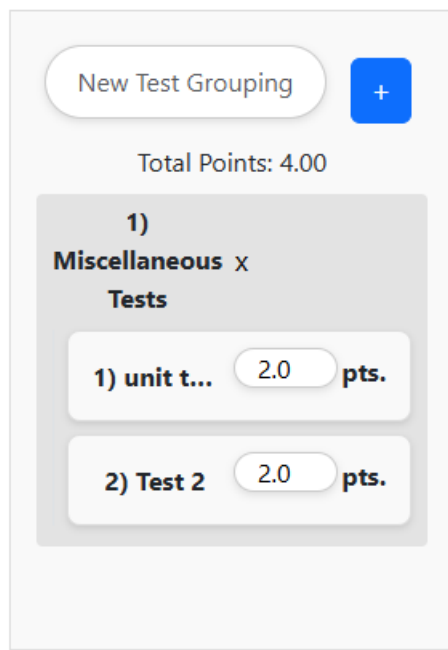 New Test Grouping
+
Total Points: 4.00
1)
Miscellaneous x
Tests
1) unit t... 2.0 pts.
2) Test 2 2.0 pts.